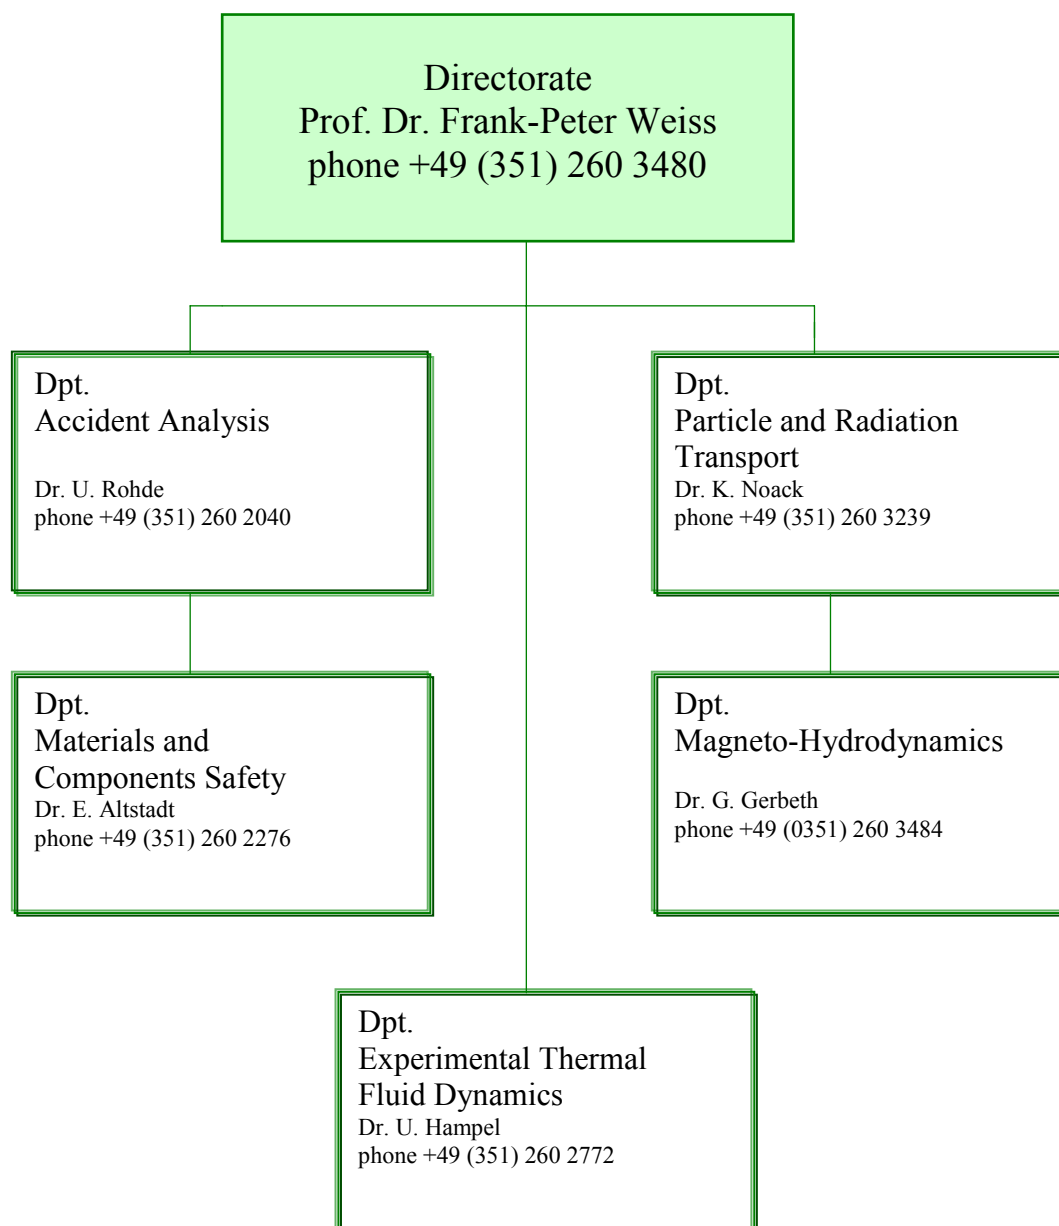 Directorate
Prof. Dr. Frank-Peter Weiss
phone +49 (351) 260 3480
Dpt.
Accident Analysis
Dr. U. Rohde
phone +49 (351) 260 2040
Dpt.
Particle and Radiation
Transport
Dr. K. Noack
phone +49 (351) 260 3239
Dpt.
Materials and
Components Safety
Dr. E. Altstadt
phone +49 (351) 260 2276
Dpt.
Magneto-Hydrodynamics
Dr. G. Gerbeth
phone +49 (0351) 260 3484
Dpt.
Experimental Thermal
Fluid Dynamics
Dr. U. Hampel
phone +49 (351) 260 2772